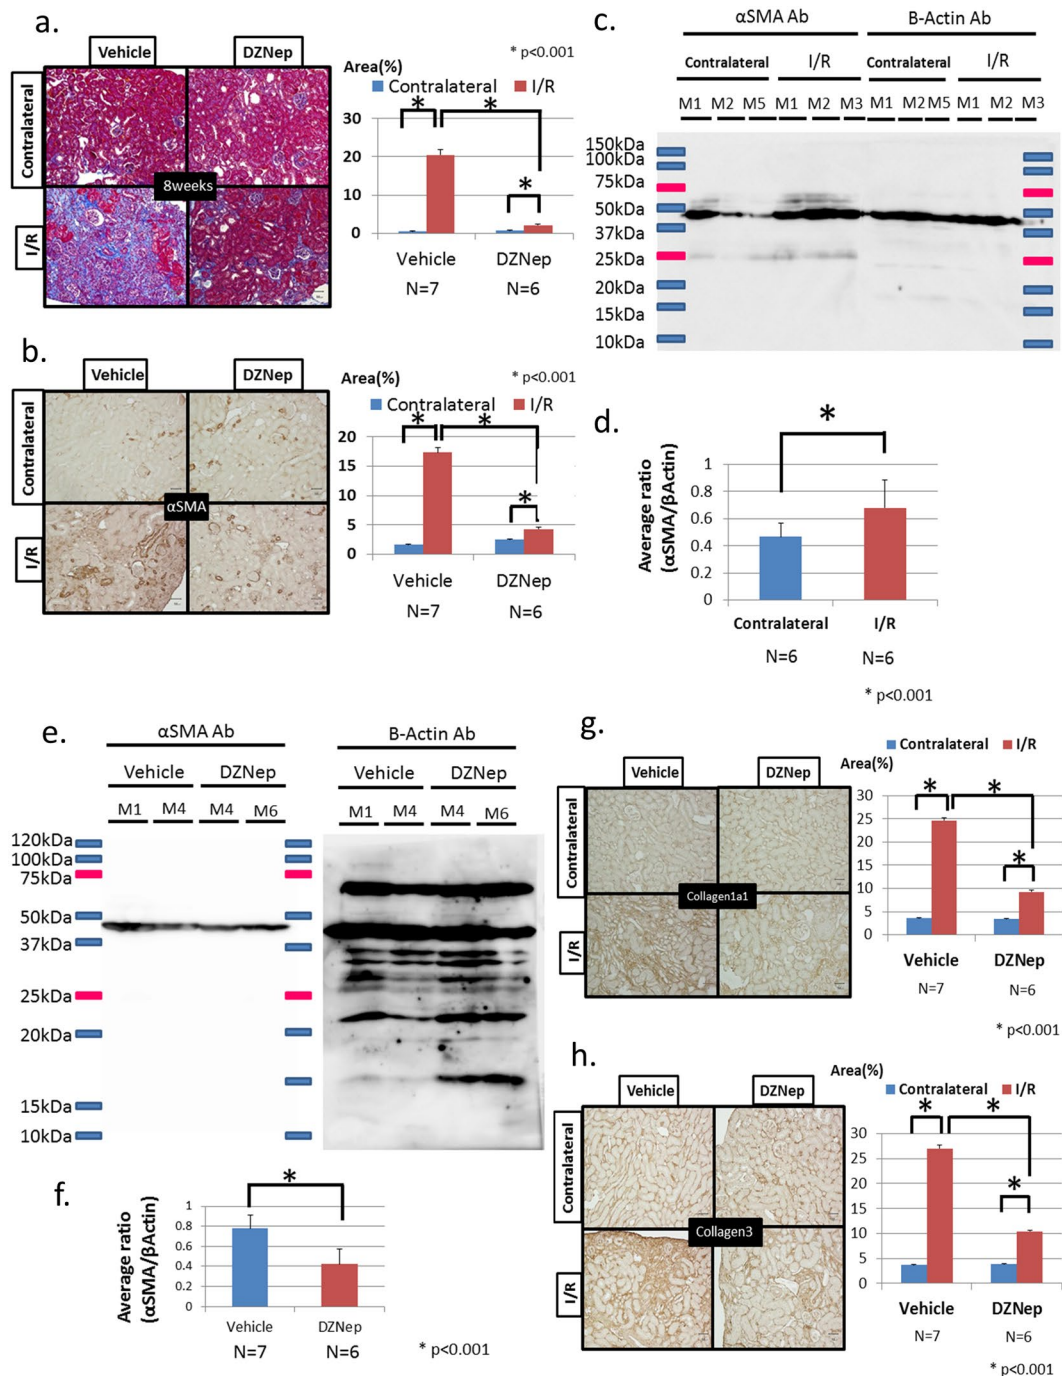 a.
Vehicle
DZNep
Contralateral
I/R
8weeks
* p<0.001
Area(%)
Contralateral I/R
*
*
*
30
20
10
0
Vehicle
DZNep
N=7
N=6
b.
Vehicle
DZNep
Contralateral
I/R
αSMA
Area(%)
* p<0.001
Contralateral I/R
*
*
*
20
15
10
5
0
Vehicle
DZNep
N=7
N=6
c.
αSMA Ab
B-Actin Ab
Contralateral
I/R
Contralateral
I/R
M1 M2 M5 M1 M2 M3 M1 M2 M5 M1 M2 M3
150kDa
100kDa
75kDa
50kDa
37kDa
25kDa
20kDa
15kDa
10kDa
d.
*
Average ratio
(αSMA/βActin)
1
0.8
0.6
0.4
0.2
0
Contralateral
I/R
N=6
N=6
* p<0.001
e.
αSMA Ab
B-Actin Ab
Vehicle
DZNep
Vehicle
DZNep
M1 M4 M4 M6
M1 M4 M4 M6
120kDa
100kDa
75kDa
50kDa
37kDa
25kDa
20kDa
15kDa
10kDa
f.
*
Average ratio
(αSMA/βActin)
1
0.8
0.6
0.4
0.2
0
Vehicle
DZNep
N=7
N=6
* p<0.001
g.
Vehicle
DZNep
Contralateral
I/R
Collagen1a1
Contralateral I/R
Area(%)
*
*
*
30
25
20
15
10
5
0
Vehicle
DZNep
N=7
N=6
* p<0.001
h.
Vehicle
DZNep
Contralateral
I/R
Collagen3
Area(%)
Contralateral I/R
*
*
*
30
25
20
15
10
5
0
Vehicle
DZNep
N=7
N=6
* p<0.001